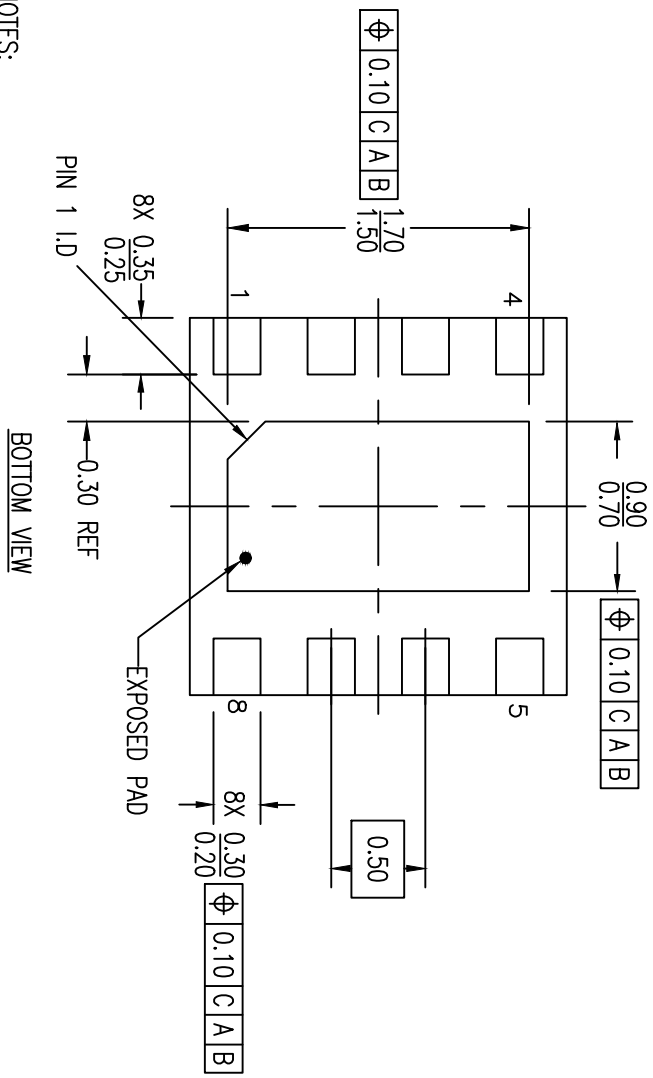 ⌖ 0.10 C A B
0.90
0.70
⌖ 0.10 C A B
1.70
1.50
4
5
0.50
1
8
8X 0.35
0.25
8X 0.30
0.20
⌖ 0.10 C A B
PIN 1 I.D
0.30 REF
EXPOSED PAD
BOTTOM VIEW
NOTES: